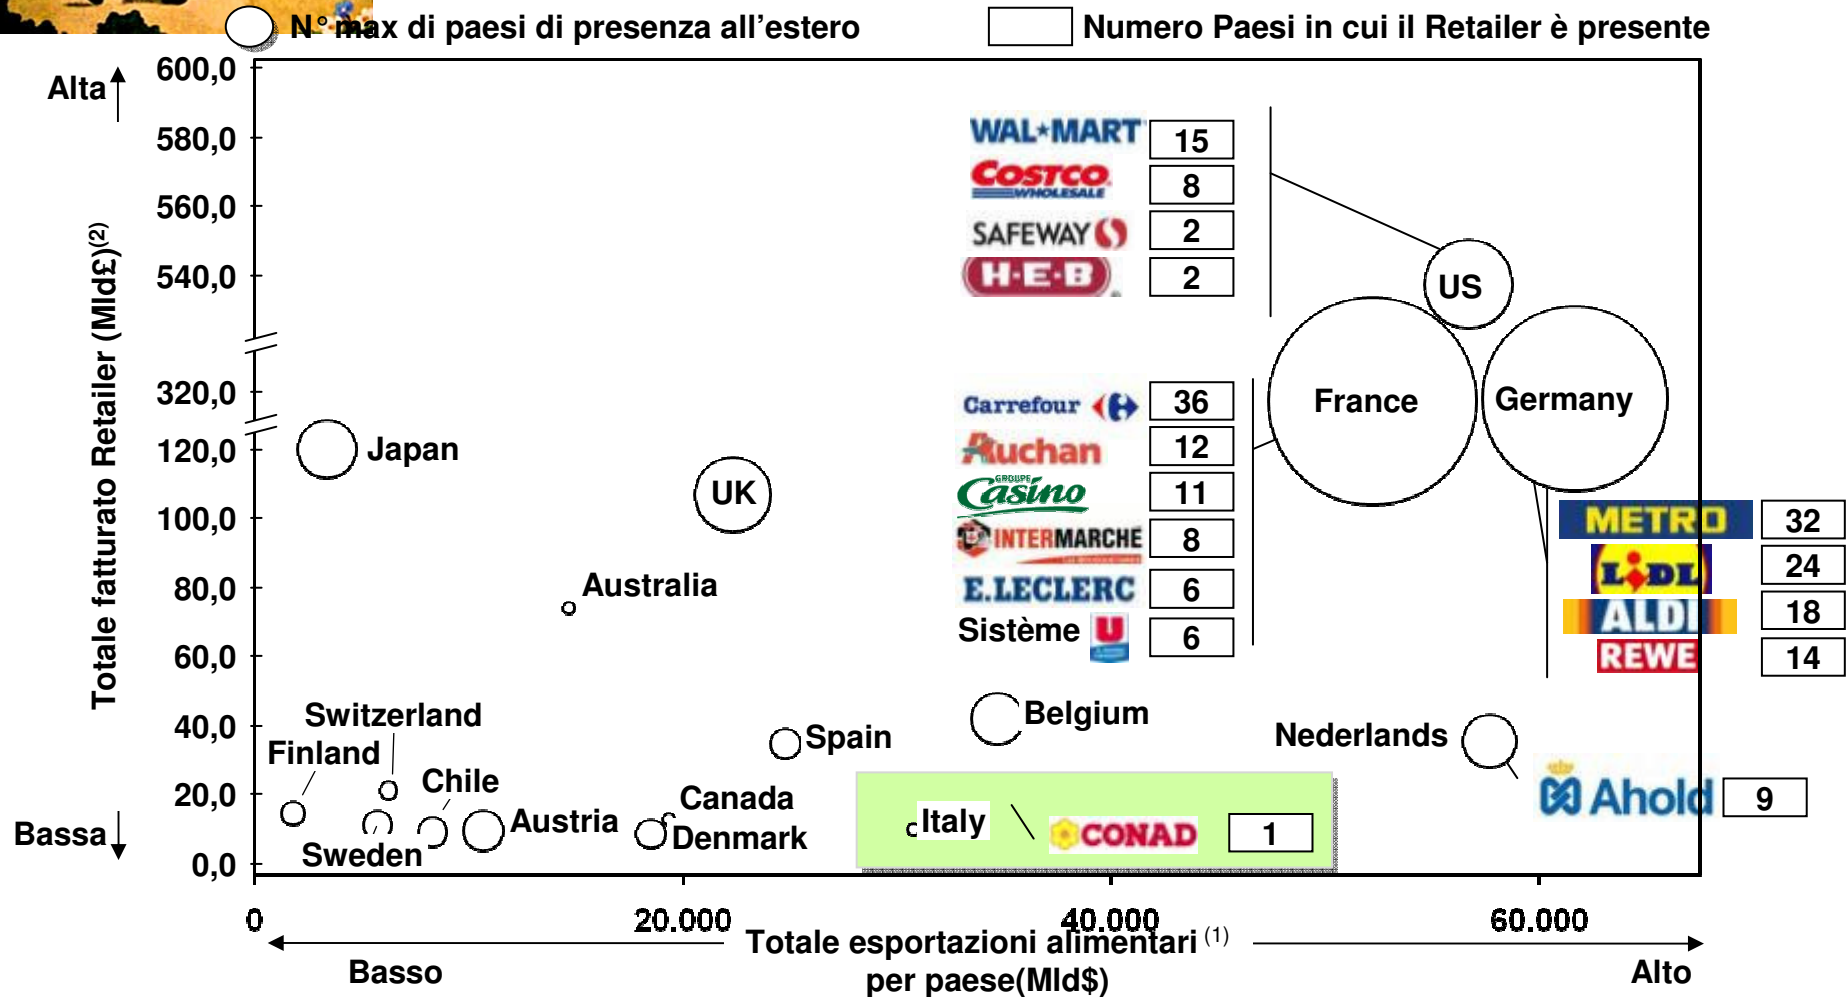 N° max di paesi di presenza all'estero
Numero Paesi in cui il Retailer è presente
Alta
600,0
580,0
560,0
540,0
320,0
120,0
100,0
80,0
60,0
40,0
20,0
0,0
Bassa
Totale fatturato Retailer (Mld£)(2)
WAL★MART 15
COSTCO WHOLESALE 8
SAFEWAY 2
H·E·B 2
US
France
Germany
Carrefour 36
Auchan 12
GROUPE Casino 11
INTERMARCHÉ 8
E.LECLERC 6
Sistème U 6
METRO 32
LiDL 24
ALDI 18
REWE 14
Japan
UK
Australia
Switzerland
Finland
Chile
Sweden
Austria
Spain
Canada
Denmark
Belgium
Nederlands
Ahold 9
Italy
CONAD 1
0
20.000
40.000
60.000
Totale esportazioni alimentari (1)
per paese(Mld$)
Basso
Alto